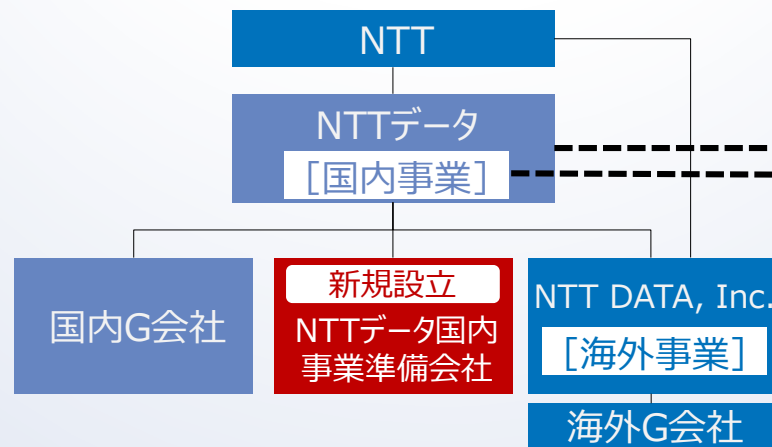 NTT
NTTデータ
［国内事業］
国内G会社
新規設立
NTTデータ国内
事業準備会社
NTT DATA, Inc.
［海外事業］
海外G会社